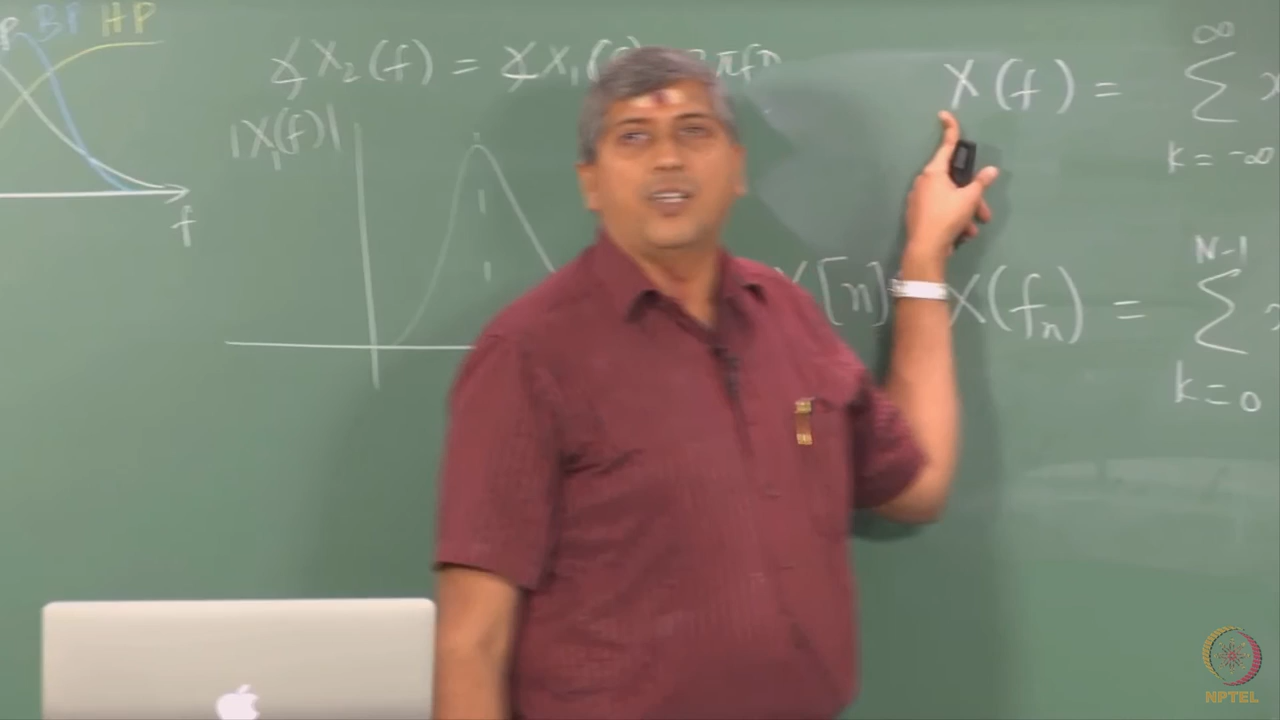 BP HP
f
∡X₂(f) = ∡X₁(f)
|X₁(f)|
X(f) = ∞ Σ k = -∞
X[n] X(fₙ) = N-1 Σ k = 0
NPTEL